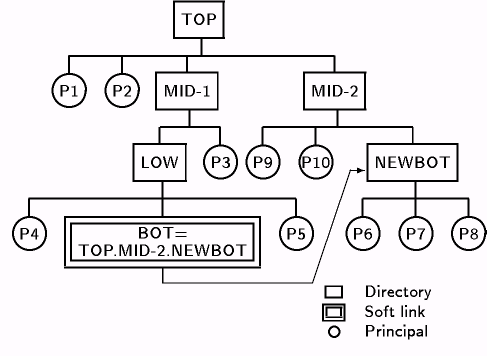 TOP
P1 P2 MID-1 MID-2
LOW P3 P9 P10 NEWBOT
P4 BOT= P5 P6 P7 P8
TOP.MID-2.NEWBOT
Directory
Soft link
Principal